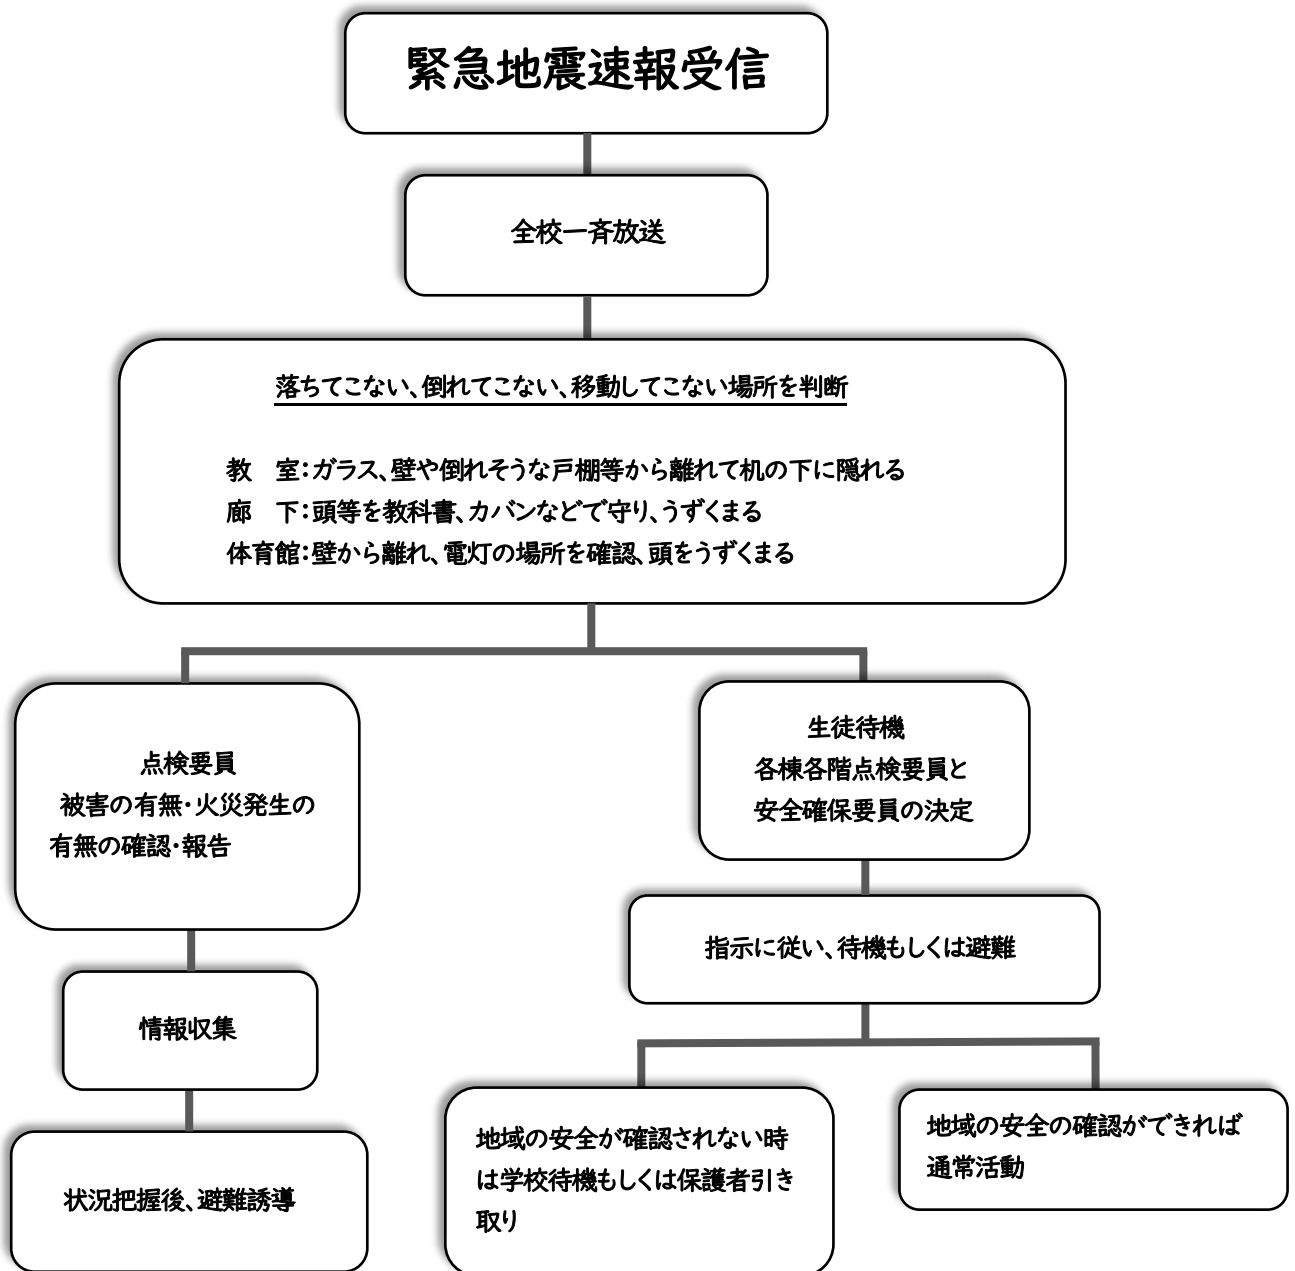 緊急地震速報受信
全校一斉放送
落ちてこない、倒れてこない、移動してこない場所を判断
教　室：ガラス、壁や倒れそうな戸棚等から離れて机の下に隠れる
廊　下：頭等を教科書、カバンなどで守り、うずくまる
体育館：壁から離れ、電灯の場所を確認、頭をうずくまる
点検要員
被害の有無・火災発生の
有無の確認・報告
情報収集
状況把握後、避難誘導
生徒待機
各棟各階点検要員と
安全確保要員の決定
指示に従い、待機もしくは避難
地域の安全が確認されない時
は学校待機もしくは保護者引き
取り
地域の安全の確認ができれば
通常活動